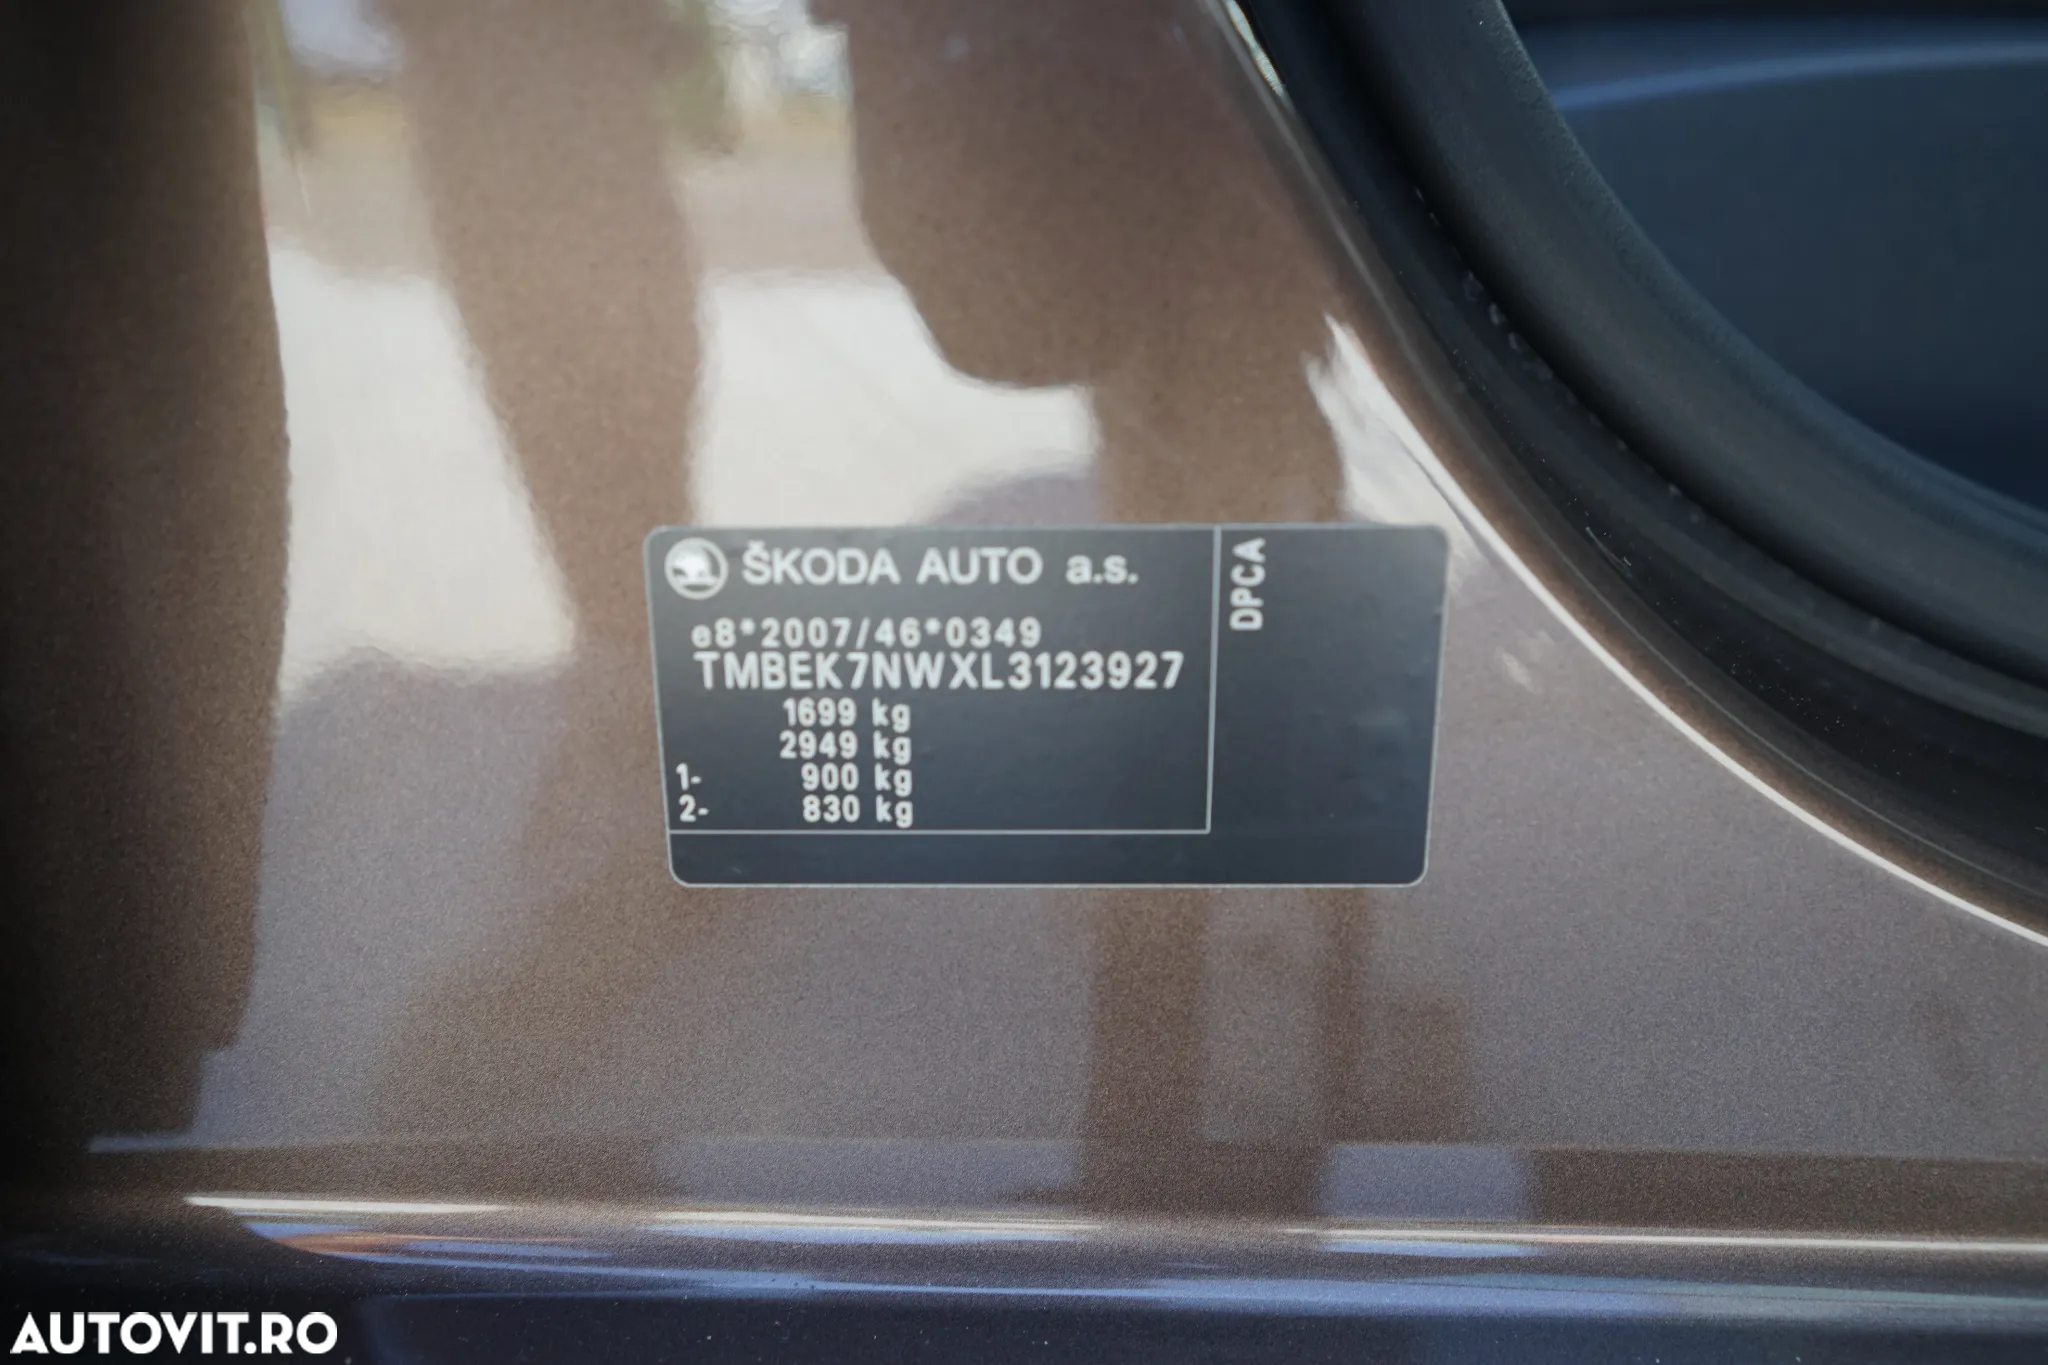 ŠKODA AUTO a.s.
e8*2007/46*0349
TMBEK7NWXL3123927
1699 kg
2949 kg
1- 900 kg
2- 830 kg
DPCA
AUTOVIT.RO